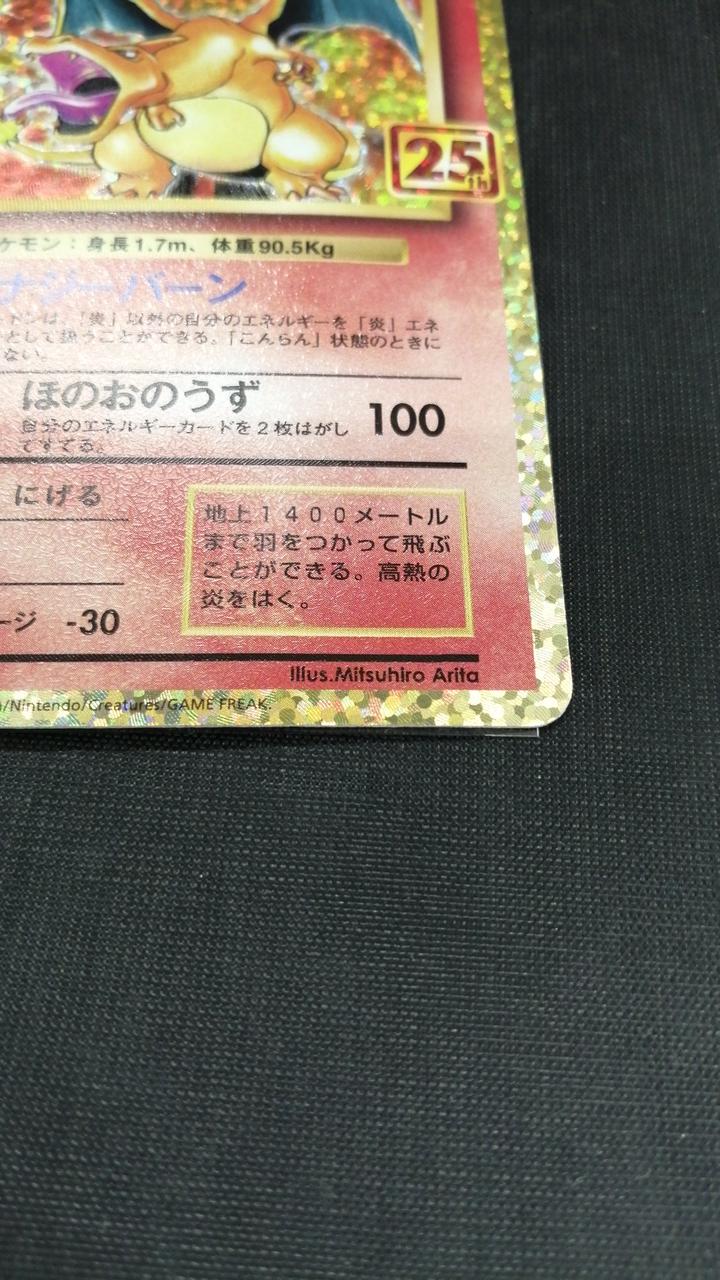 25th
ケモン：身長1.7m、体重90.5Kg
ナジーバーン
ードンは、「炎」以外の自分のエネルギーを「炎」エネ
として扱うことができる。「こんらん」状態のときに
ない。
ほのおのうず 100
自分のエネルギーカードを2枚はがし
てすてる。
にげる
地上1400メートル
まで羽をつかって飛ぶ
ことができる。高熱の
炎をはく。
ージ -30
Illus.Mitsuhiro Arita
/Nintendo/Creatures/GAME FREAK.